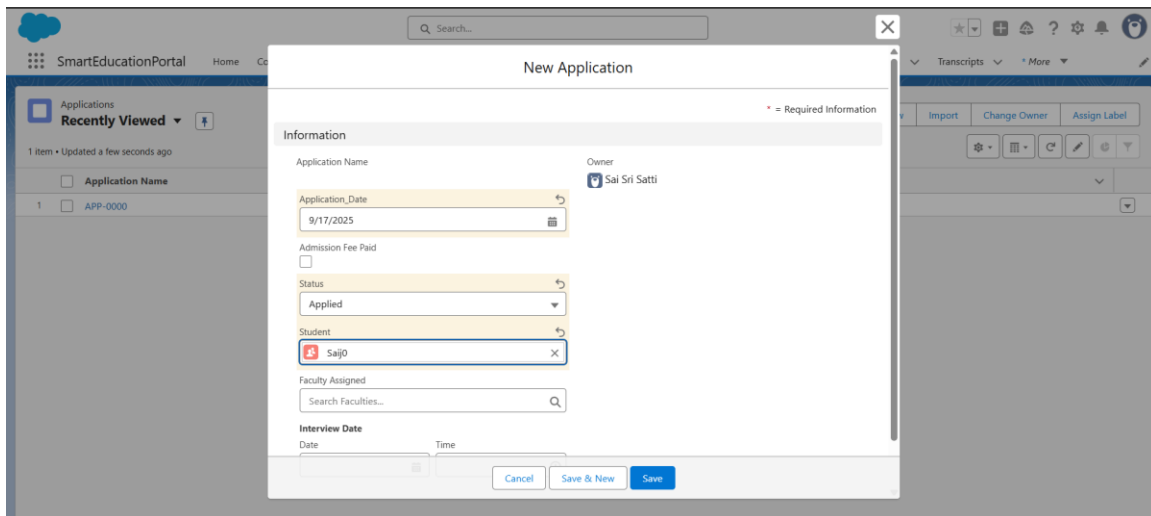 Search...
SmartEducationPortal Home Co Transcripts * More
Applications
Recently Viewed
Import Change Owner Assign Label
1 item • Updated a few seconds ago
Application Name
1 APP-0000
New Application
* = Required Information
Information
Application Name
Owner
Sai Sri Satti
Application_Date
9/17/2025
Admission Fee Paid
Status
Applied
Student
Saij0
Faculty Assigned
Search Faculties...
Interview Date
Date Time
Cancel Save & New Save